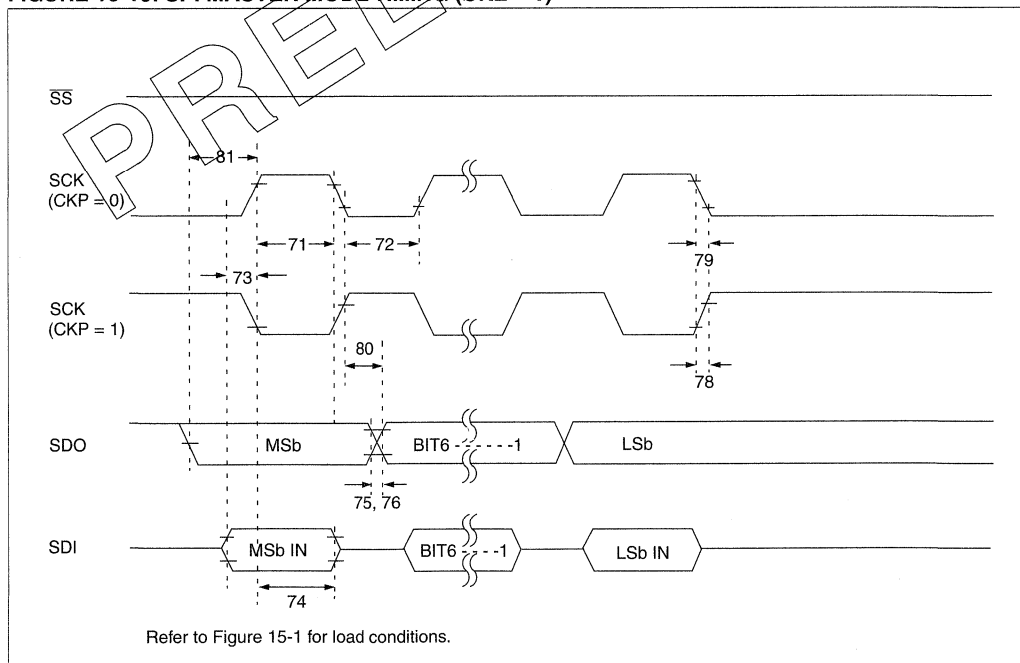 PREL
SS
81
SCK
(CKP = 0)
71
72
79
73
SCK
(CKP = 1)
80
78
SDO
MSb
BIT6 - - - - - -1
LSb
75, 76
SDI
MSb IN
BIT6 - - - - -1
LSb IN
74
Refer to Figure 15-1 for load conditions.